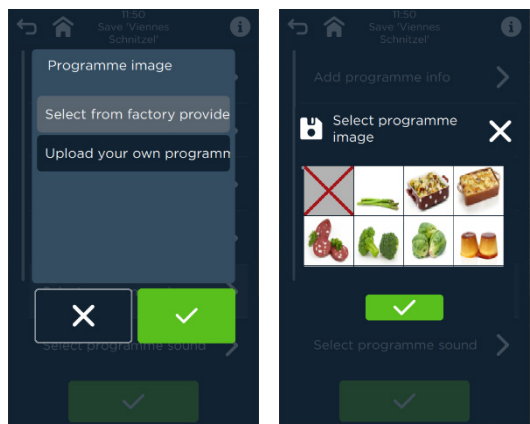 11:50
Save 'Viennes
Schnitzel'
Programme image
Select from factory provide
Upload your own programm
Select programme sound
11:50
Save 'Viennes
Schnitzel'
Add programme info
Select programme
image
Select programme sound